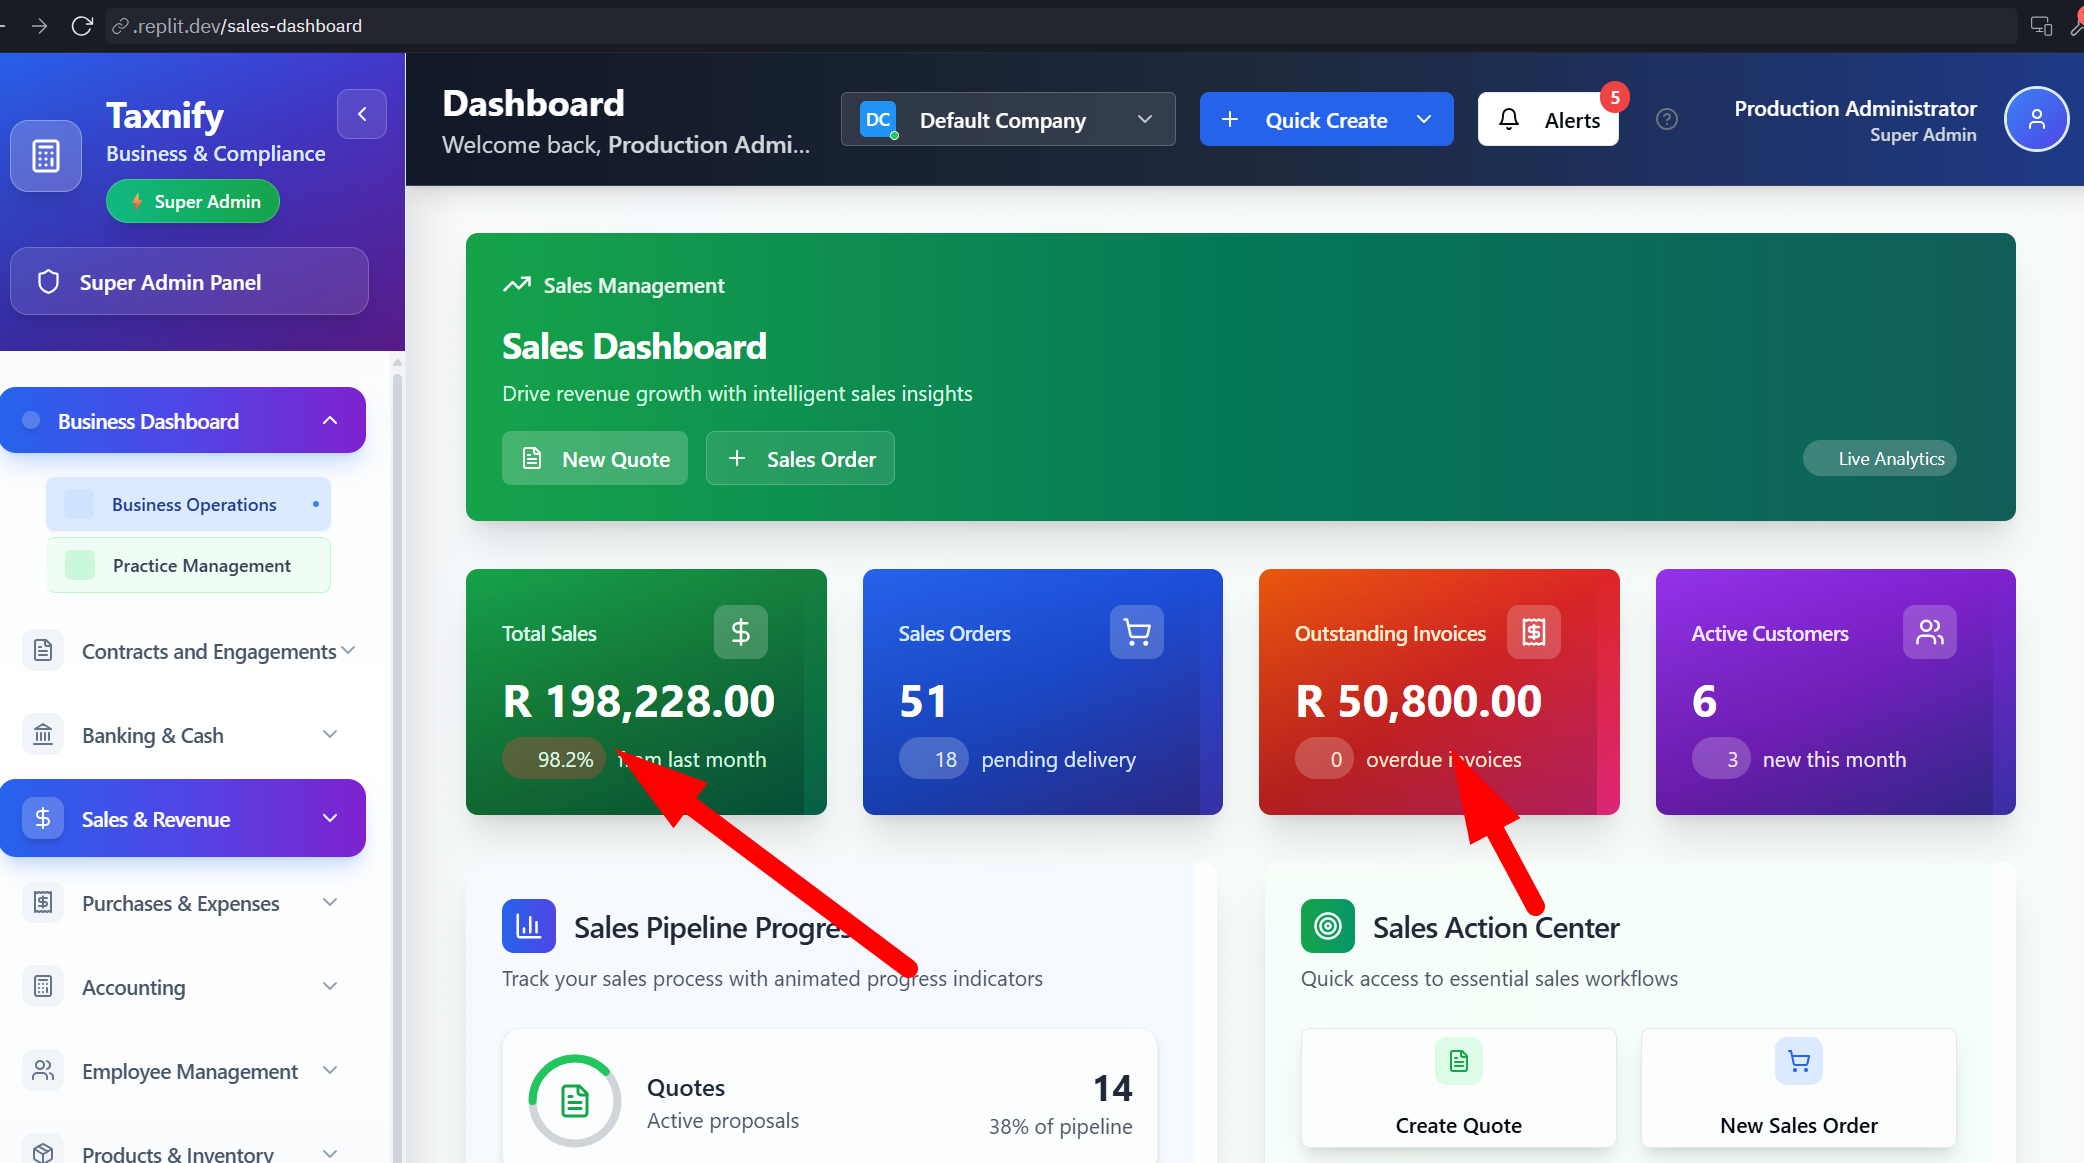 .replit.dev/sales-dashboard
Taxnify
Business & Compliance
Super Admin
Super Admin Panel
Business Dashboard
Business Operations
Practice Management
Contracts and Engagements
Banking & Cash
Sales & Revenue
Purchases & Expenses
Accounting
Employee Management
Products & Inventory
Dashboard
Welcome back, Production Admi...
DC
Default Company
Quick Create
Alerts
5
Production Administrator
Super Admin
Sales Management
Sales Dashboard
Drive revenue growth with intelligent sales insights
New Quote
Sales Order
Live Analytics
Total Sales
R 198,228.00
98.2% from last month
Sales Orders
51
18 pending delivery
Outstanding Invoices
R 50,800.00
0 overdue invoices
Active Customers
6
3 new this month
Sales Pipeline Progress
Track your sales process with animated progress indicators
Quotes
Active proposals
14
38% of pipeline
Sales Action Center
Quick access to essential sales workflows
Create Quote
New Sales Order